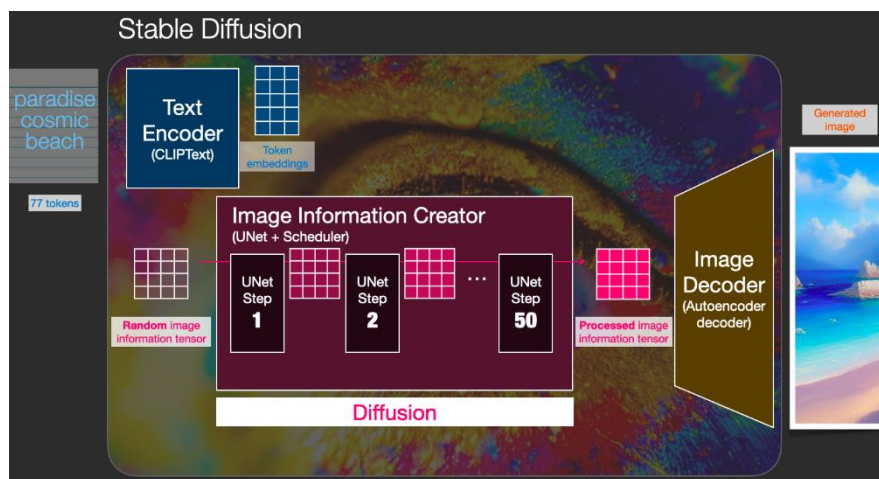 Stable Diffusion
paradise
cosmic
beach
77 tokens
Text
Encoder
(CLIPText)
Token
embeddings
Generated
image
Image Information Creator
(UNet + Scheduler)
UNet
Step
1
UNet
Step
2
...
UNet
Step
50
Random image
information tensor
Processed image
information tensor
Image
Decoder
(Autoencoder
decoder)
Diffusion